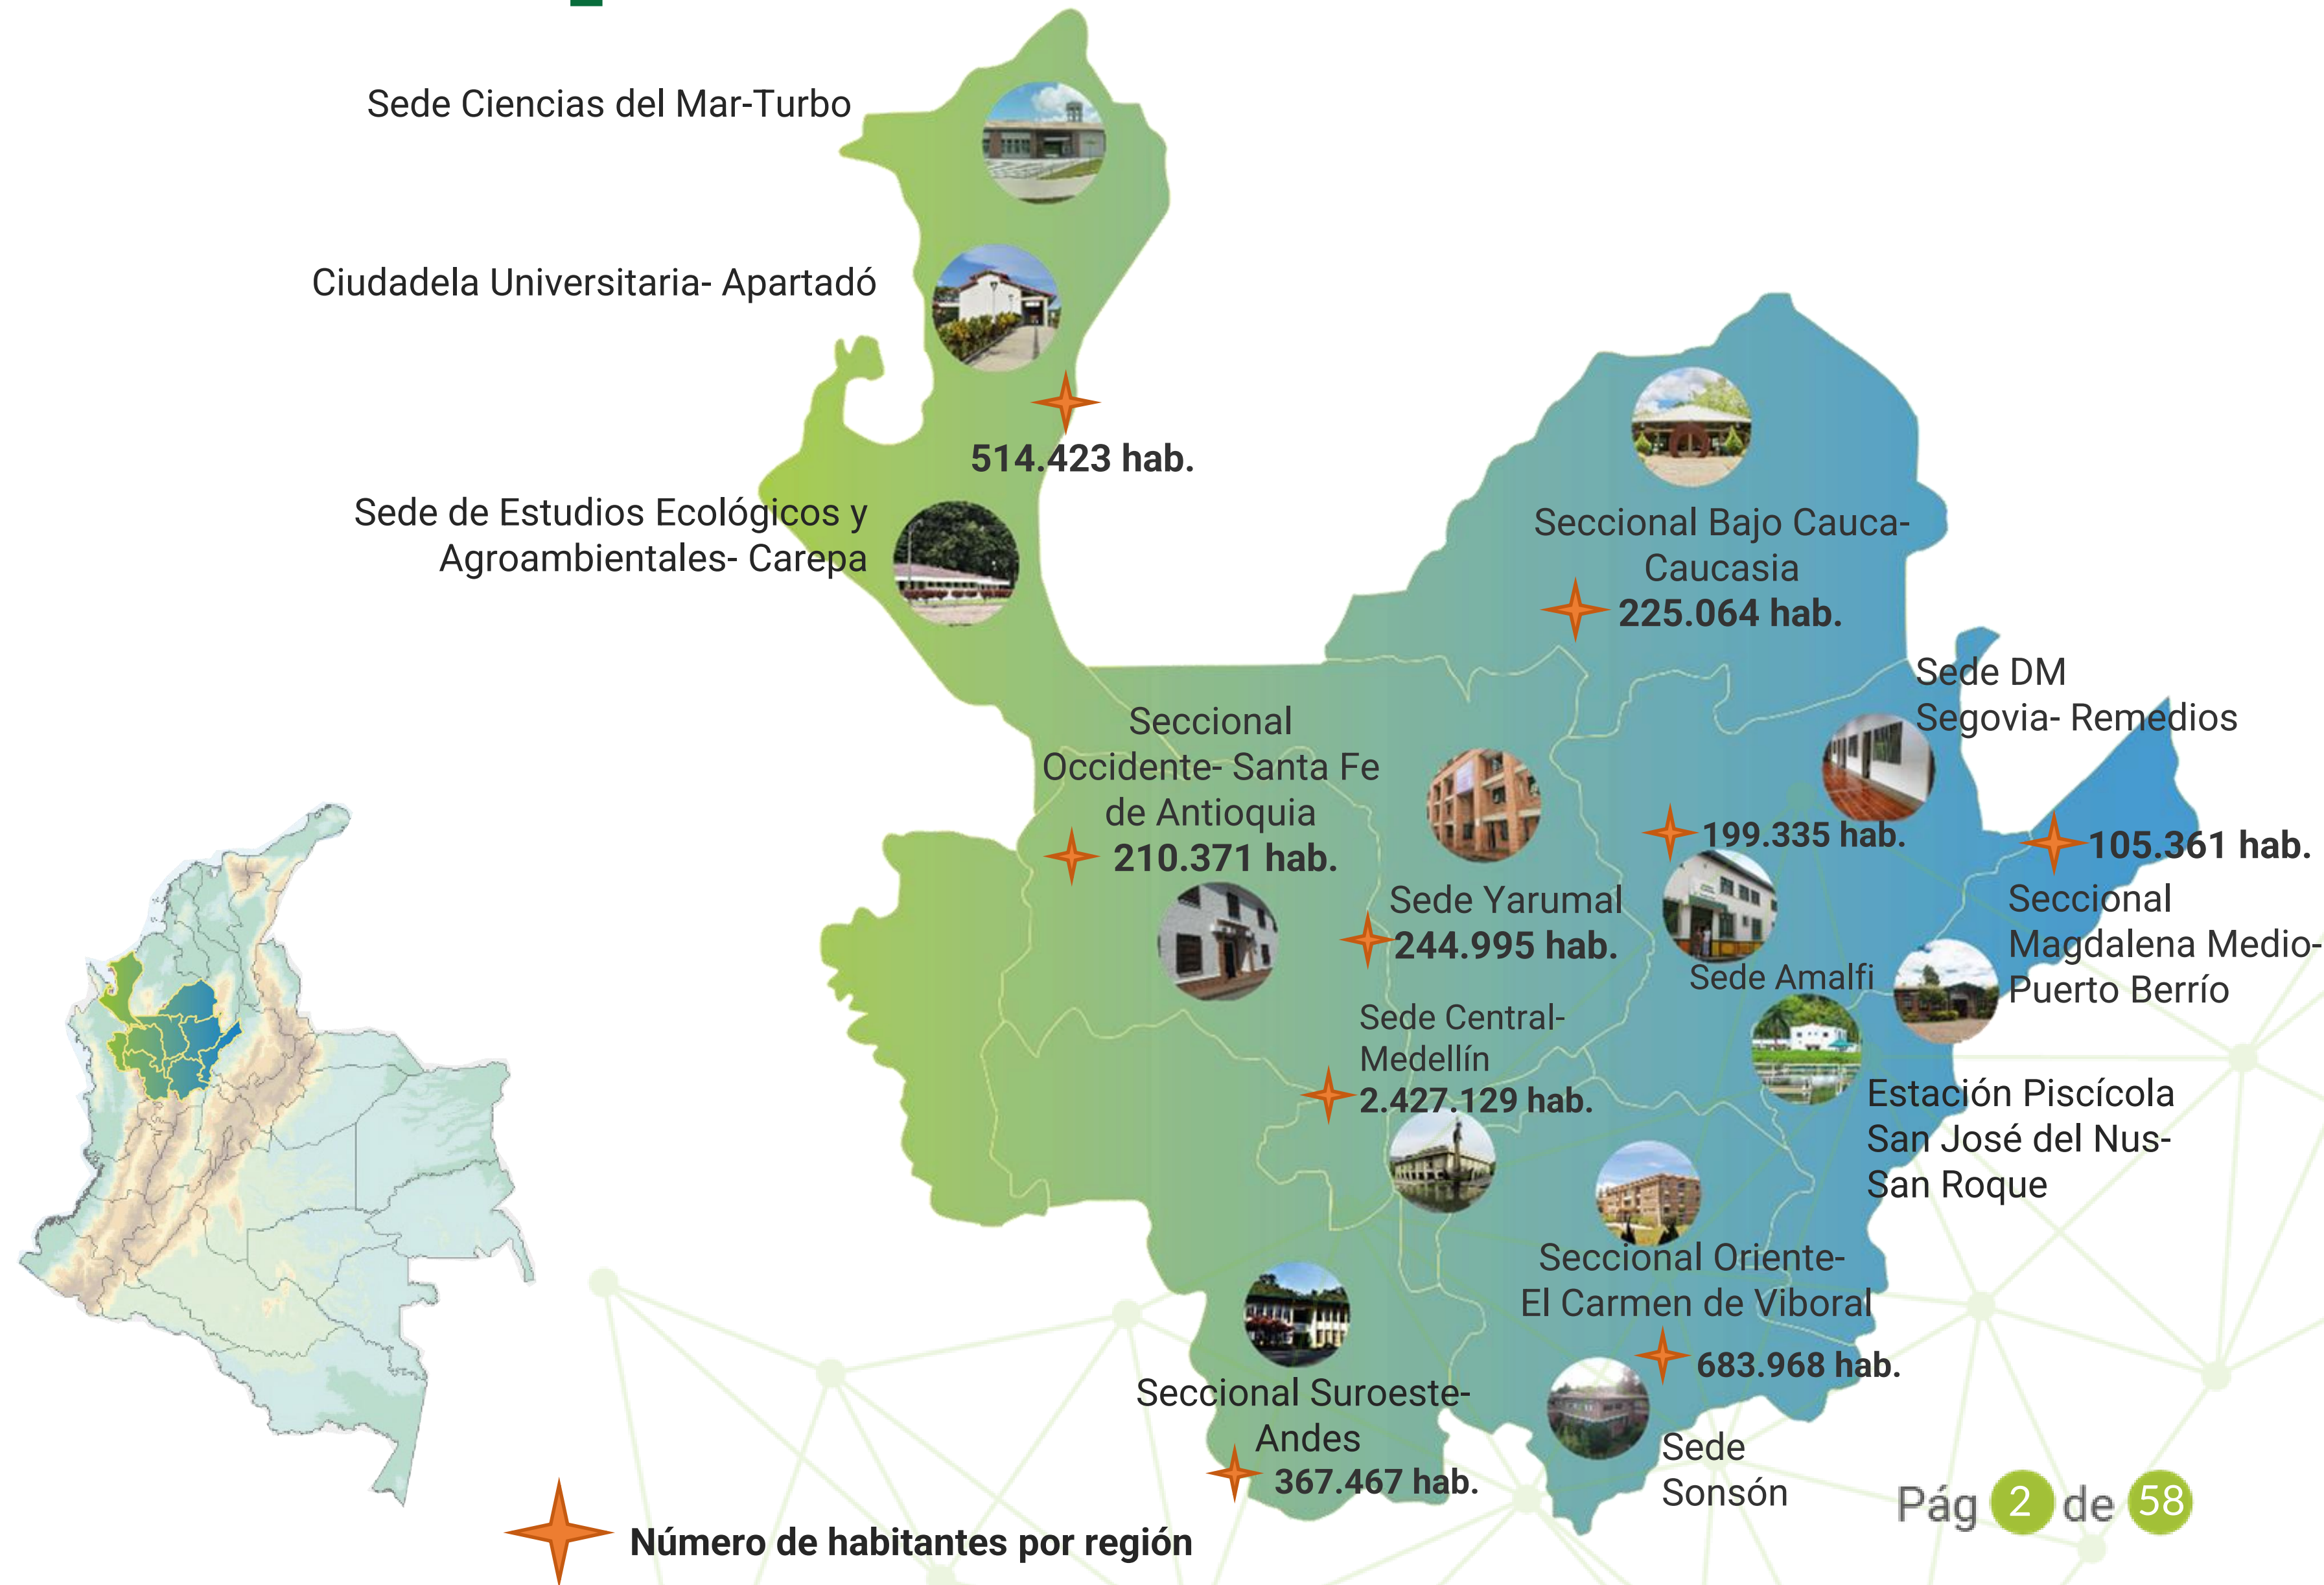 Sede Ciencias del Mar-Turbo
Ciudadela Universitaria- Apartadó
514.423 hab.
Sede de Estudios Ecológicos y
Agroambientales- Carepa
Seccional Bajo Cauca-
Caucasia
225.064 hab.
Sede DM
Segovia- Remedios
Seccional
Occidente- Santa Fe
de Antioquia
210.371 hab.
199.335 hab.
105.361 hab.
Sede Yarumal
244.995 hab.
Sede Amalfi
Seccional
Magdalena Medio-
Puerto Berrío
Sede Central-
Medellín
2.427.129 hab.
Estación Piscícola
San José del Nus-
San Roque
Seccional Oriente-
El Carmen de Viboral
683.968 hab.
Seccional Suroeste-
Andes
367.467 hab.
Sede
Sonsón
Número de habitantes por región
Pág 2 de 58